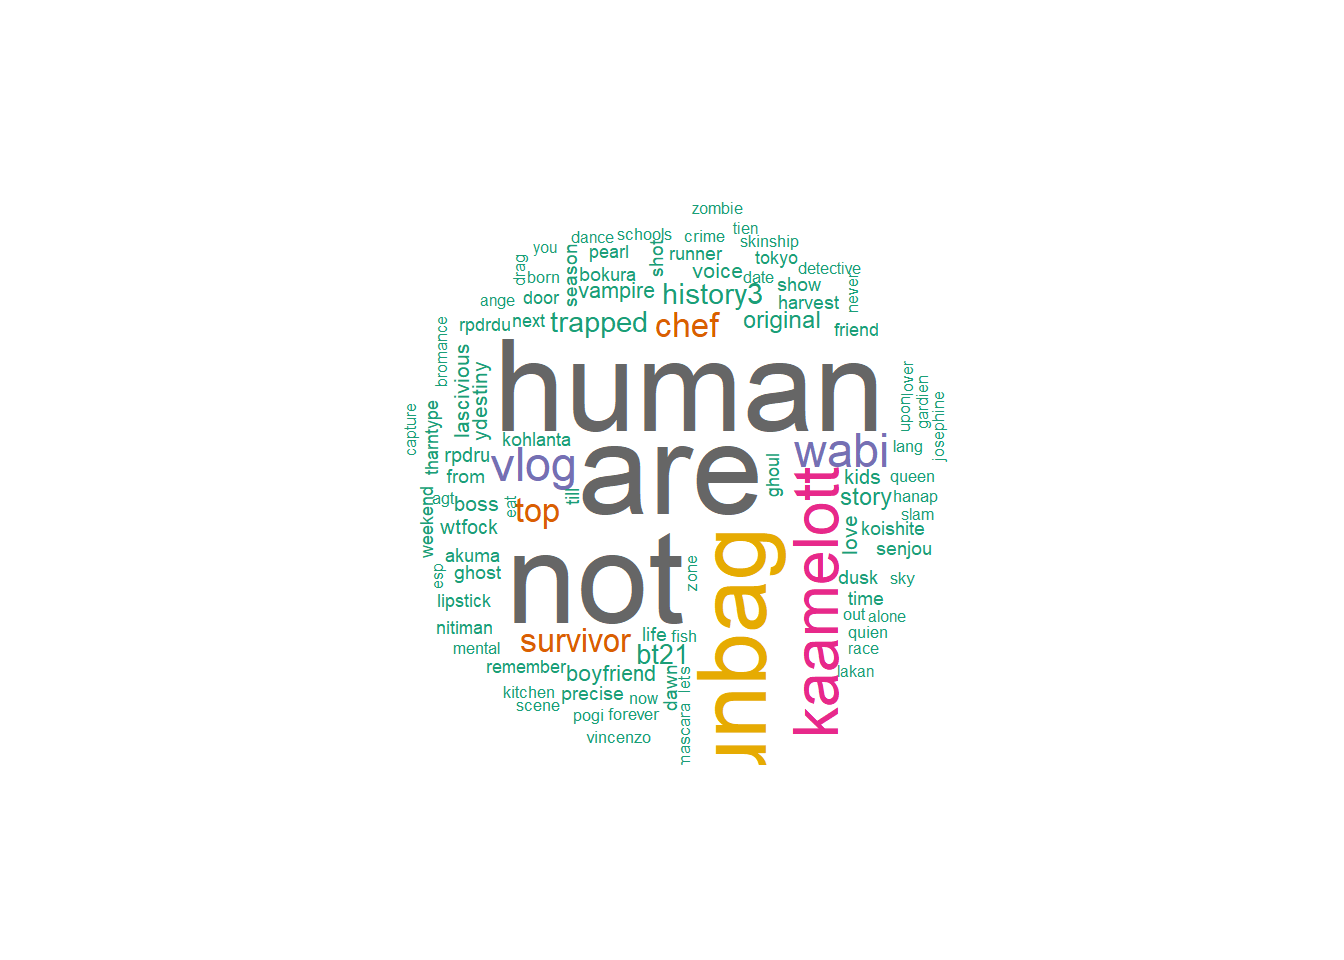 zombie
tien
dance
schools
crime
skinship
you
pearl
shot
runner
tokyo
drag
born
season
bokura
voice
date
detective
show
never
ange
door
vampire
history3
harvest
rpdrdu
next
trapped
chef
original
friend
bromance
human
lascivious
ydestiny
over
upon
gardien
josephine
capture
tharntype
kohlanta
are
wabi
lang
rpdru
vlog
ghoul
from
kids
queen
agt
boss
eat
top
till
story
hanap
weekend
wtfock
slam
love
koishite
not
kaamelott
akuma
senjou
esp
ghost
zone
dusk
sky
lipstick
time
nitiman
survivor
life
fish
out
alone
quien
mental
bt21
race
remember
boyfriend
dawn
lets
lakan
kitchen
precise
now
scene
pogi
forever
mascara
vincenzo